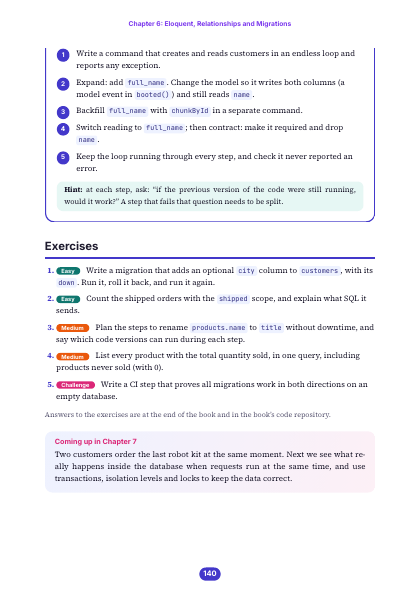 Chapter 6: Eloquent, Relationships and Migrations
1 Write a command that creates and reads customers in an endless loop and
reports any exception.
2 Expand: add full_name. Change the model so it writes both columns (a
model event in booted()) and still reads name.
3 Backfill full_name with chunkById in a separate command.
4 Switch reading to full_name; then contract: make it required and drop
name.
5 Keep the loop running through every step, and check it never reported an
error.
Hint: at each step, ask: “if the previous version of the code were still running,
would it work?” A step that fails that question needs to be split.
Exercises
1. Easy Write a migration that adds an optional city column to customers, with its
down. Run it, roll it back, and run it again.
2. Easy Count the shipped orders with the shipped scope, and explain what SQL it
sends.
3. Medium Plan the steps to rename products.name to title without downtime, and
say which code versions can run during each step.
4. Medium List every product with the total quantity sold, in one query, including
products never sold (with 0).
5. Challenge Write a CI step that proves all migrations work in both directions on an
empty database.
Answers to the exercises are at the end of the book and in the book’s code repository.
Coming up in Chapter 7
Two customers order the last robot kit at the same moment. Next we see what re-
ally happens inside the database when requests run at the same time, and use
transactions, isolation levels and locks to keep the data correct.
140